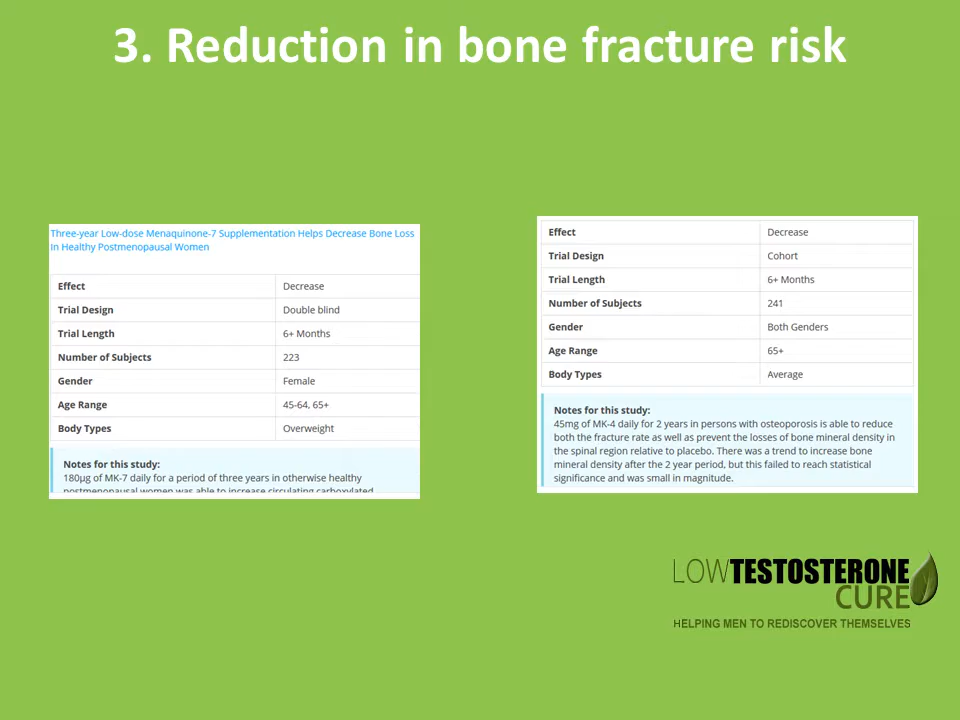 3. Reduction in bone fracture risk
Three-year Low-dose Menaquinone-7 Supplementation Helps Decrease Bone Loss
In Healthy Postmenopausal Women
Effect Decrease
Trial Design Double blind
Trial Length 6+ Months
Number of Subjects 223
Gender Female
Age Range 45-64, 65+
Body Types Overweight
Notes for this study:
180μg of MK-7 daily for a period of three years in otherwise healthy
postmenopausal women was able to increase circulating carboxylated
Effect Decrease
Trial Design Cohort
Trial Length 6+ Months
Number of Subjects 241
Gender Both Genders
Age Range 65+
Body Types Average
Notes for this study:
45mg of MK-4 daily for 2 years in persons with osteoporosis is able to reduce
both the fracture rate as well as prevent the losses of bone mineral density in
the spinal region relative to placebo. There was a trend to increase bone
mineral density after the 2 year period, but this failed to reach statistical
significance and was small in magnitude.
LOWTESTOSTERONE
CURE
HELPING MEN TO REDISCOVER THEMSELVES